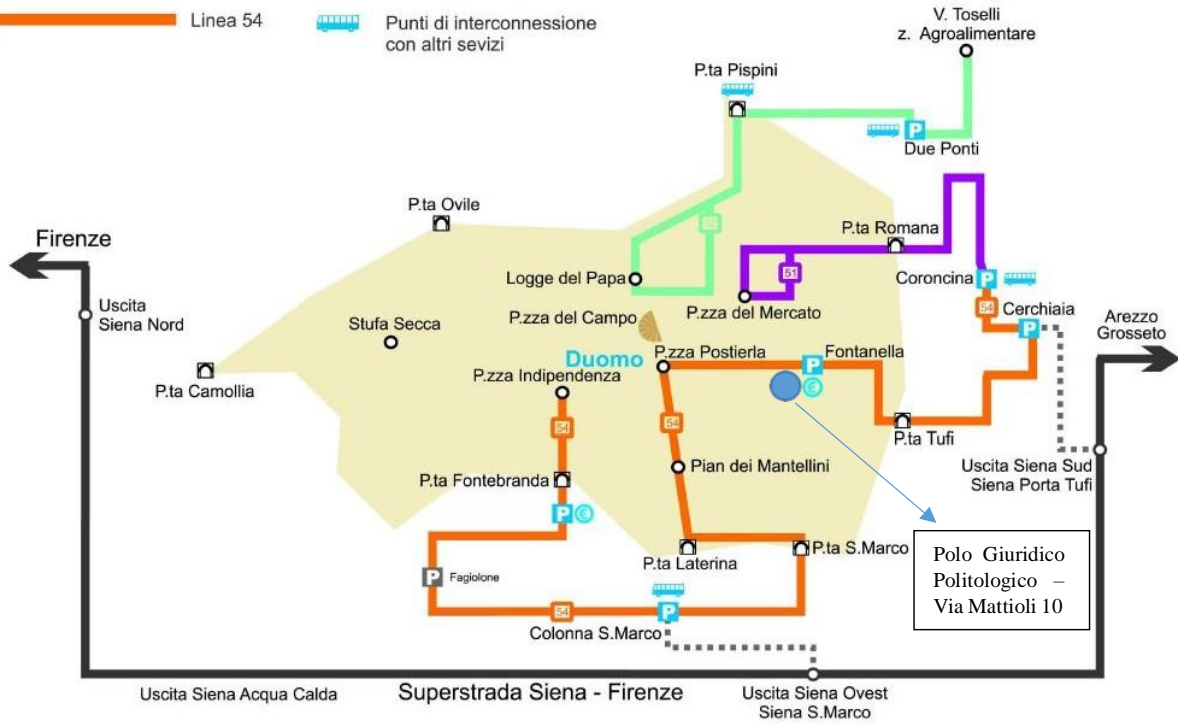 Linea 54
Punti di interconnessione
con altri sevizi
V. Toselli
z. Agroalimentare
P.ta Pispini
P
Due Ponti
P.ta Ovile
P.ta Romana
Firenze
Logge del Papa
51
Coroncina
P
Uscita
Siena Nord
P.zza del Mercato
54
Cerchiaia
P
Arezzo
Grosseto
Stufa Secca
P.zza del Campo
Duomo
P.zza Postierla
Fontanella
P
€
P.ta Camollia
P.zza Indipendenza
54
54
P.ta Tufi
Pian dei Mantellini
Uscita Siena Sud
Siena Porta Tufi
P.ta Fontebranda
P
€
P.ta Laterina
P.ta S.Marco
Polo Giuridico
Politologico –
Via Mattioli 10
P
Fagiolone
54
P
Colonna S.Marco
Uscita Siena Acqua Calda
Superstrada Siena - Firenze
Uscita Siena Ovest
Siena S.Marco